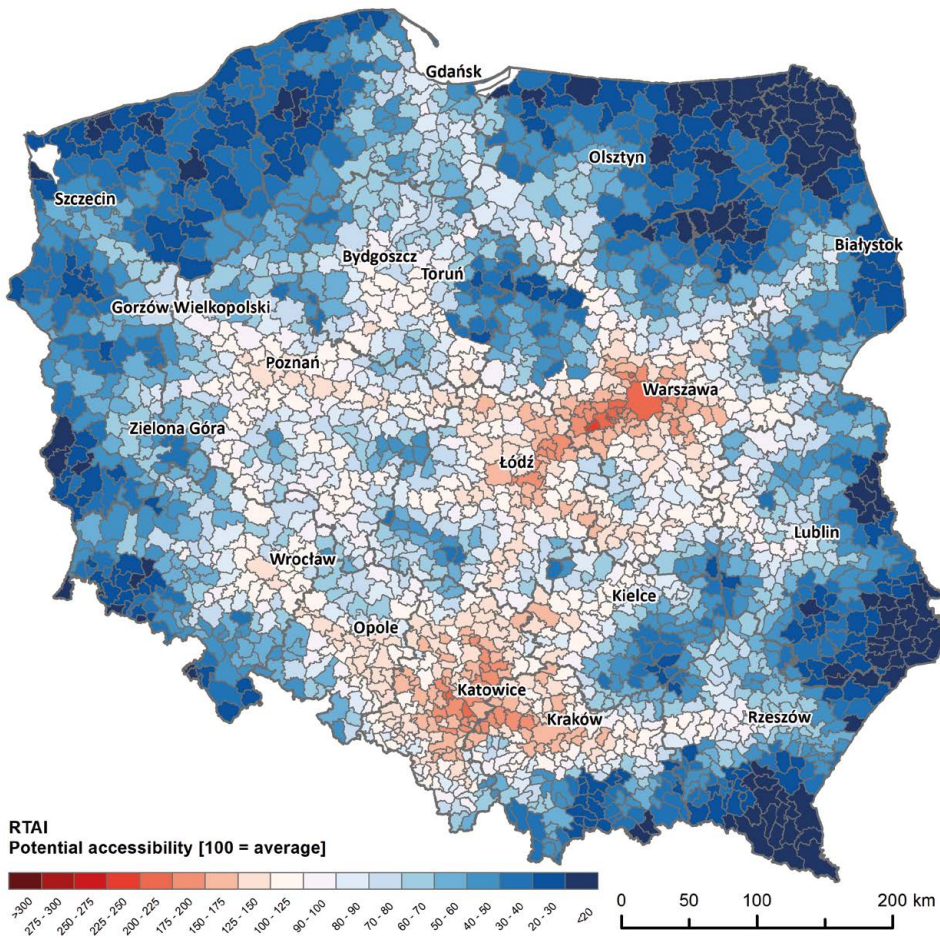 Gdańsk
Olsztyn
Szczecin
Białystok
Bydgoszcz
Toruń
Gorzów Wielkopolski
Poznań
Warszawa
Zielona Góra
Łódź
Lublin
Wrocław
Kielce
Opole
Katowice
Kraków
Rzeszów
RTAI
Potential accessibility [100 = average]
>300
275 - 300
250 - 275
225 - 250
200 - 225
175 - 200
150 - 175
125 - 150
100 - 125
90 - 100
80 - 90
70 - 80
60 - 70
50 - 60
40 - 50
30 - 40
20 - 30
<20
0 50 100 200 km